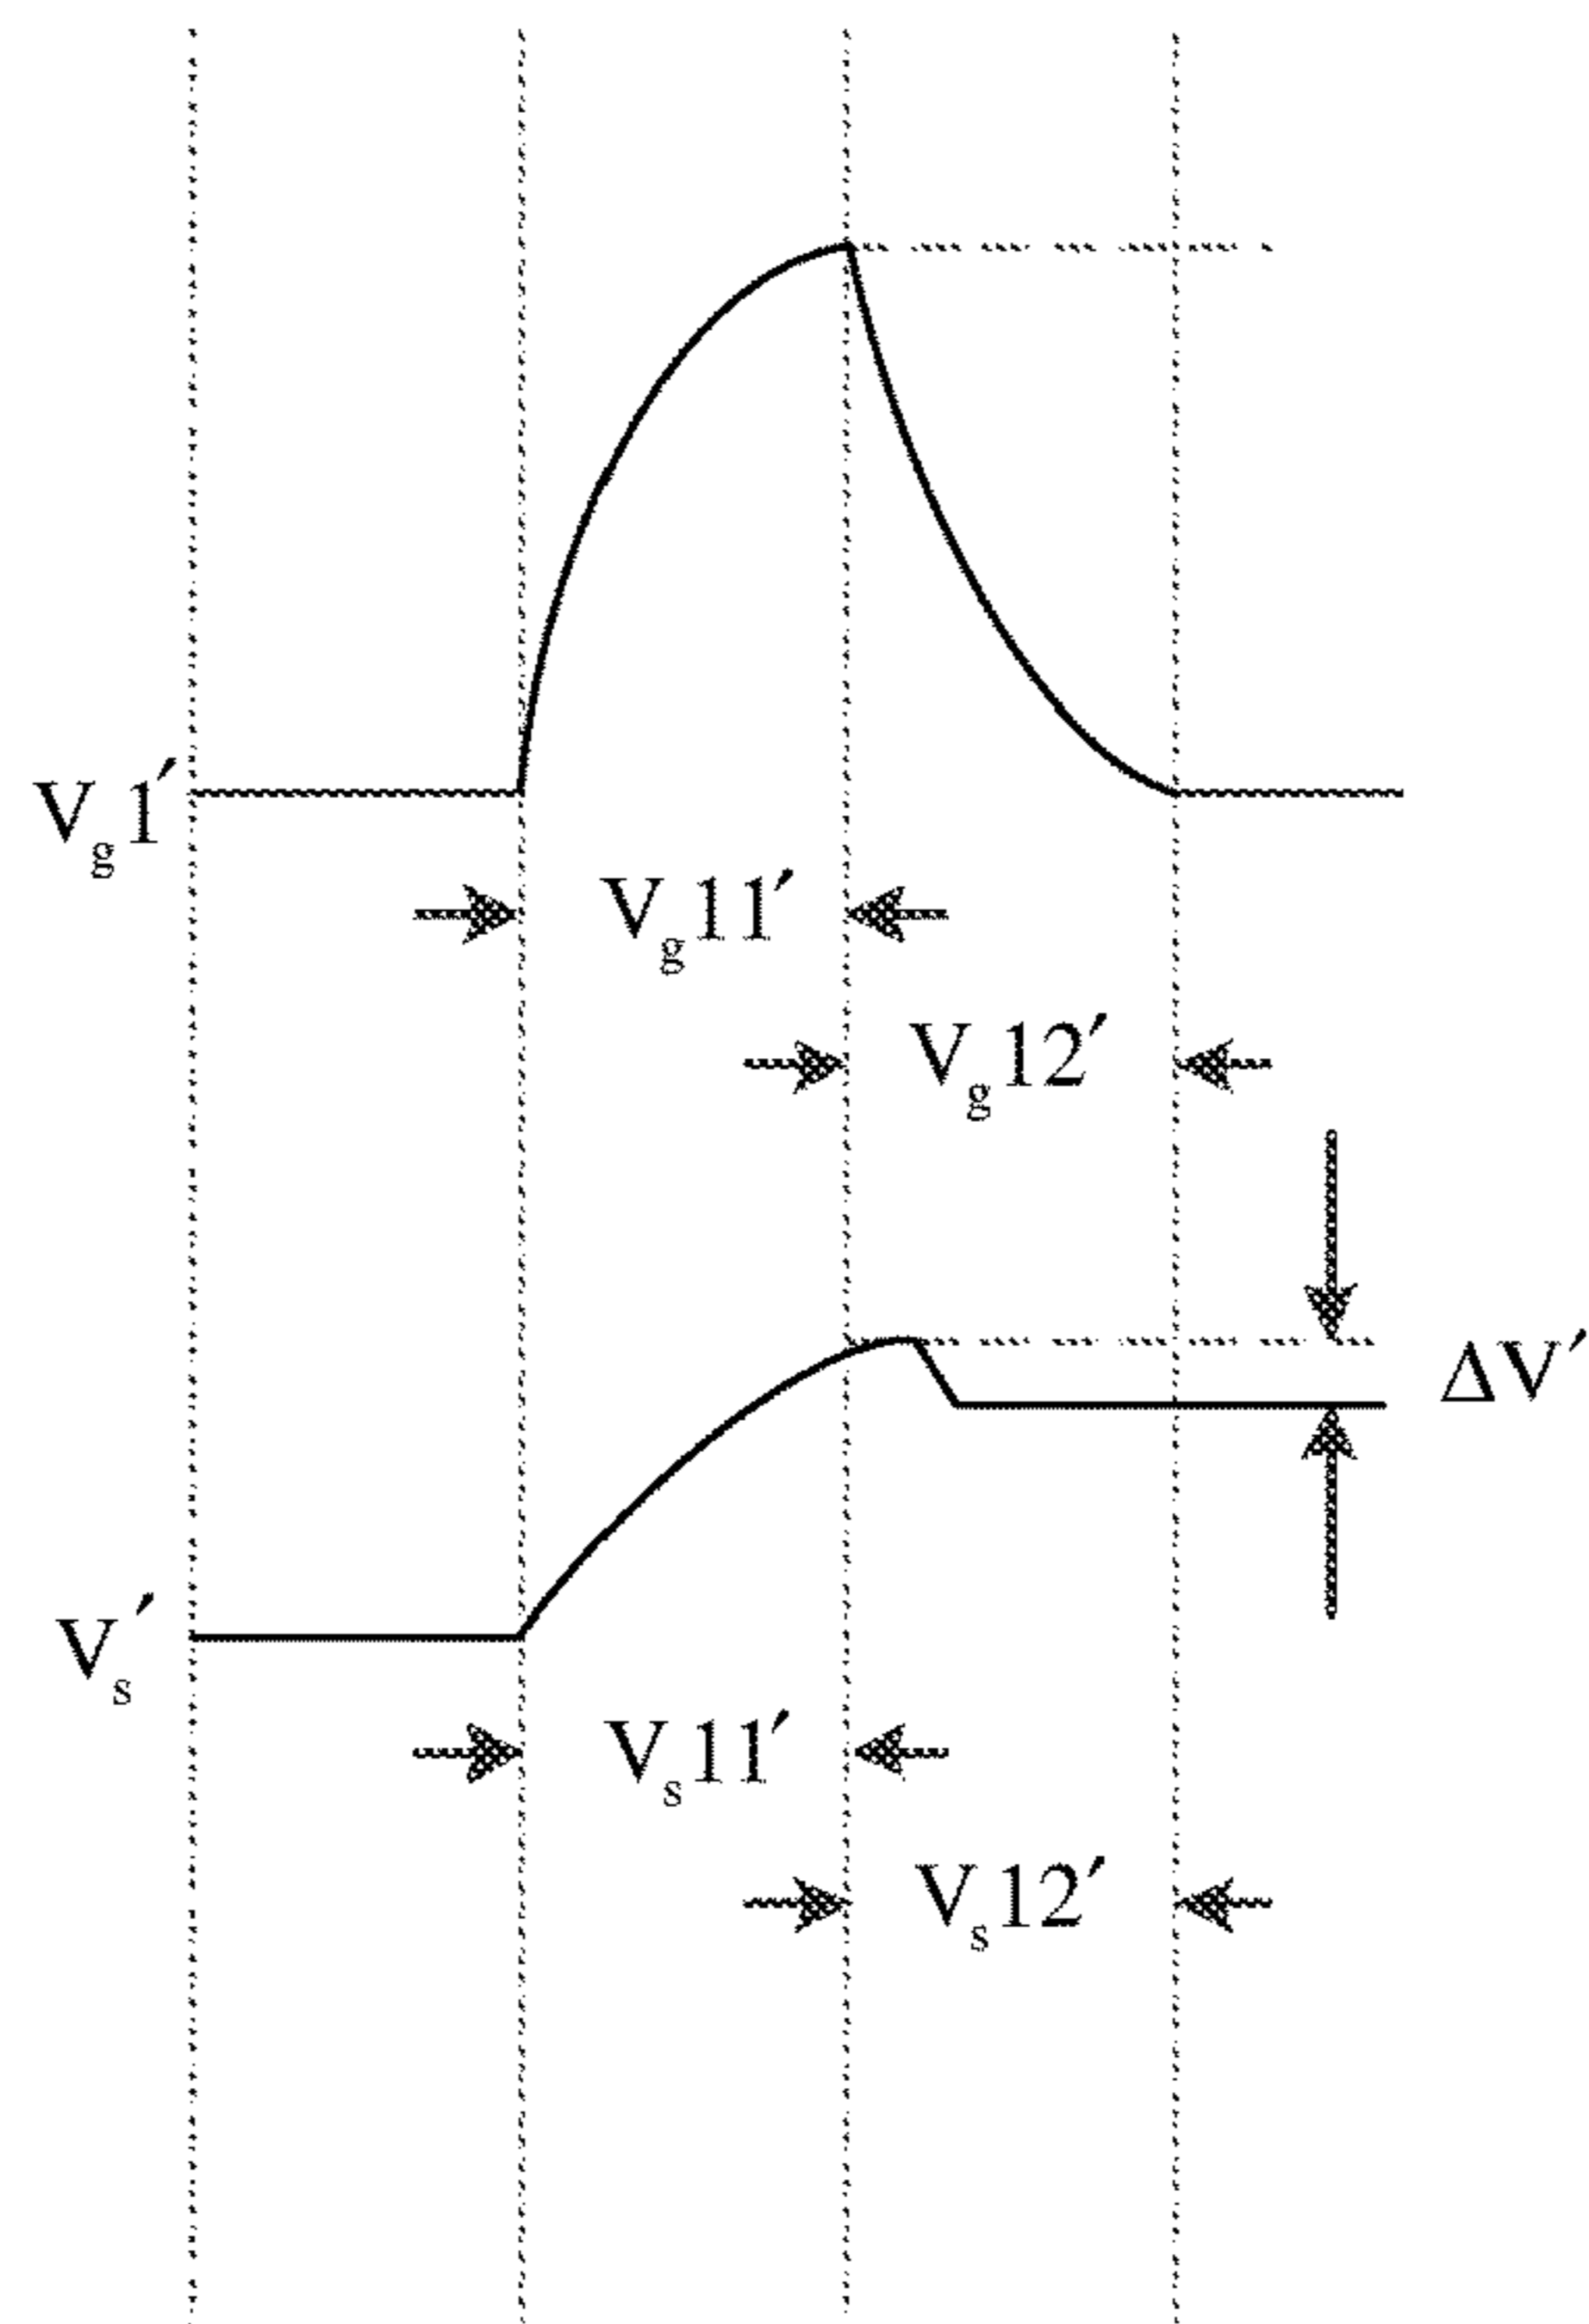 Vg1′
Vg11′
Vg12′
ΔV′
Vs′
Vs11′
Vs12′